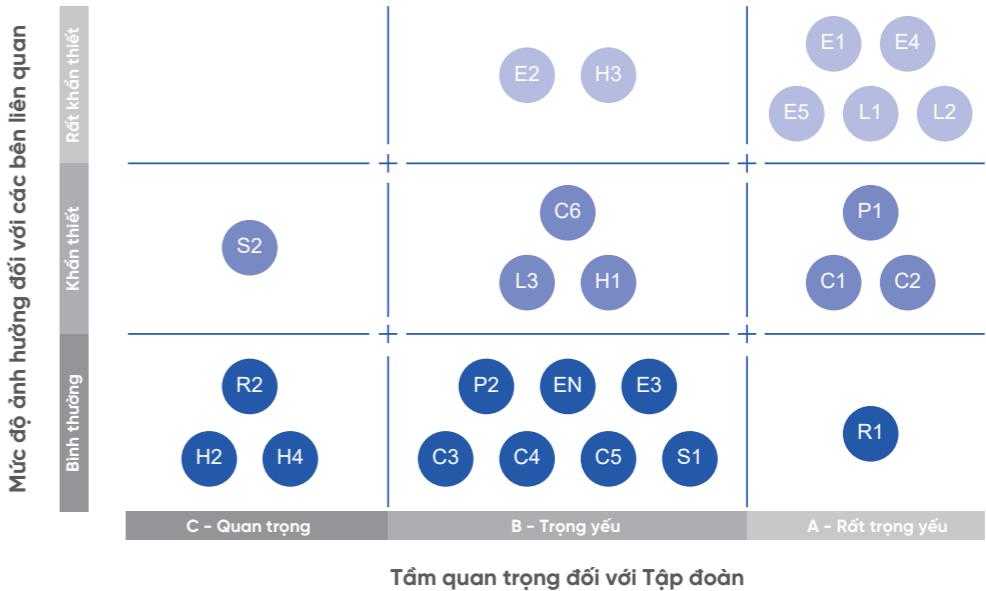 Mức độ ảnh hưởng đối với các bên liên quan
Rất khẩn thiết
E2 H3
E1 E4
E5 L1 L2
Khẩn thiết
S2
C6
L3 H1
P1
C1 C2
Bình thường
R2
H2 H4
P2 EN E3
C3 C4 C5 S1
R1
C - Quan trọng
B - Trọng yếu
A - Rất trọng yếu
Tầm quan trọng đối với Tập đoàn